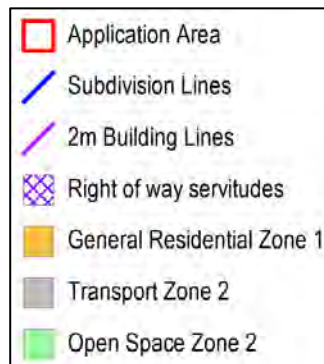 Application Area
Subdivision Lines
2m Building Lines
Right of way servitudes
General Residential Zone 1
Transport Zone 2
Open Space Zone 2